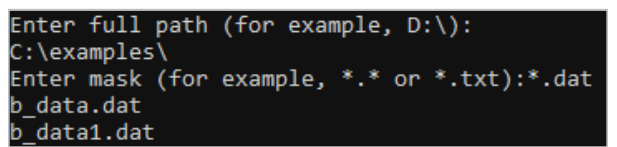 Enter full path (for example, D:\):
C:\examples\
Enter mask (for example, *.* or *.txt):*.dat
b_data.dat
b_data1.dat